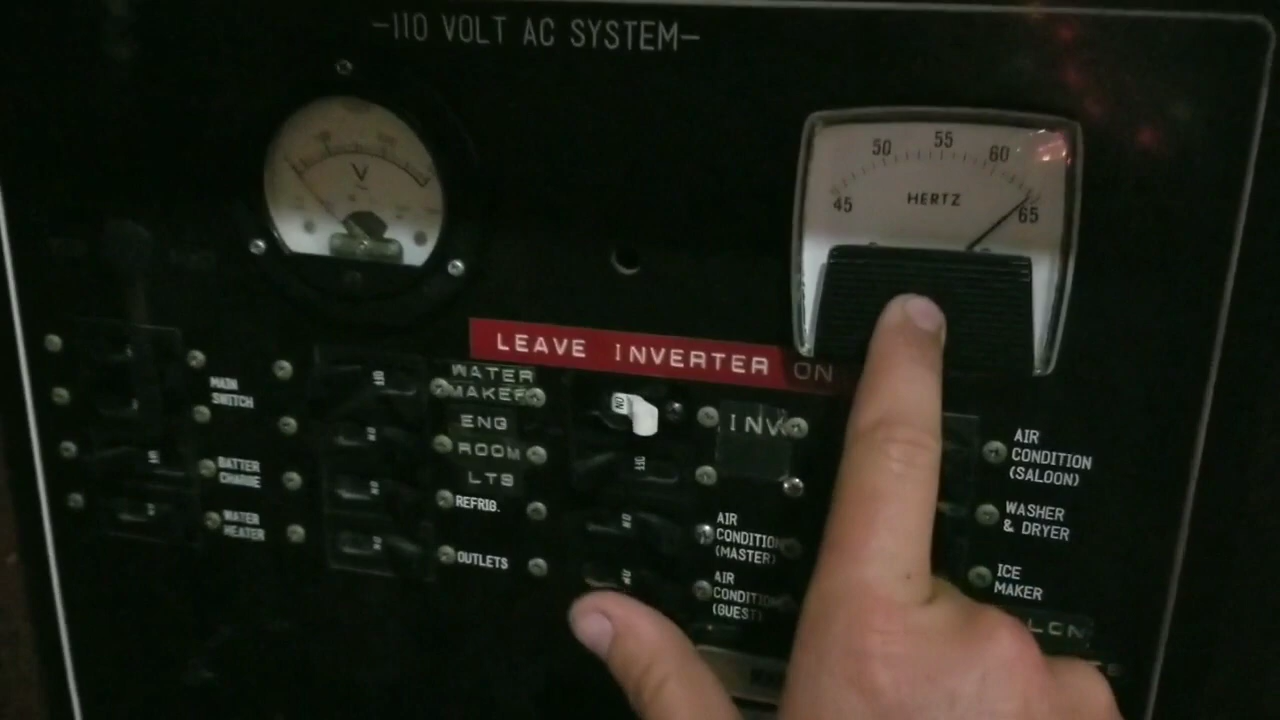 -110 VOLT AC SYSTEM-
V
50 55 60
45 65
HERTZ
LEAVE INVERTER ON
MAIN
SWITCH
BATTER
CHARGE
WATER
HEATER
WATER
MAKER
ENG
ROOM
LTS
REFRIG.
OUTLETS
ON
INV
AIR
CONDITION
(MASTER)
AIR
CONDITION
(GUEST)
AIR
CONDITION
(SALOON)
WASHER
& DRYER
ICE
MAKER